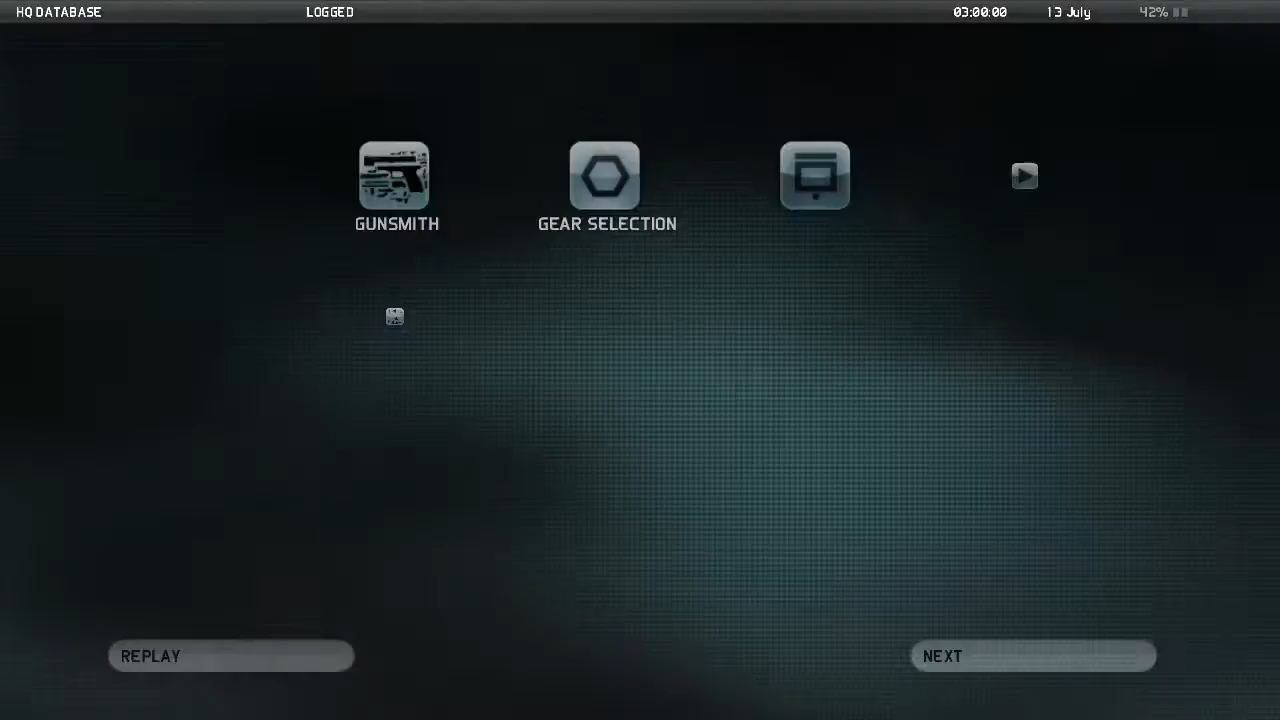 HQ DATABASE
LOGGED
03:00:00
13 July
42%
GUNSMITH
GEAR SELECTION
REPLAY
NEXT